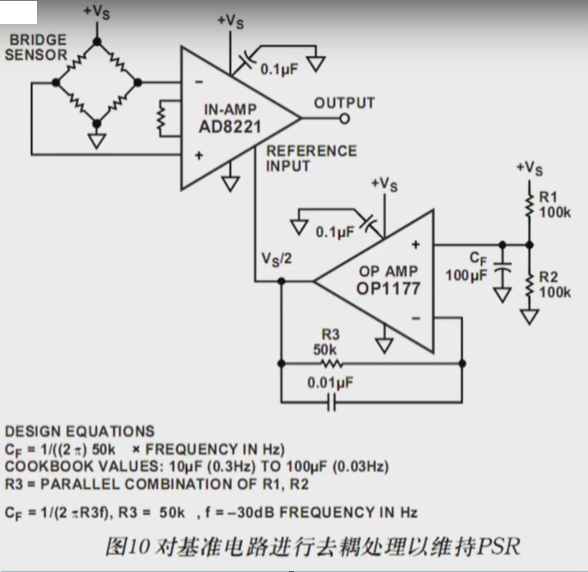 +Vs
BRIDGE
SENSOR
+Vs
0.1µF
-
IN-AMP
AD8221
+
OUTPUT
REFERENCE
INPUT
+Vs
0.1µF
Vs/2
+
OP AMP
OP1177
-
+Vs
R1
100k
CF
100µF
R2
100k
R3
50k
0.01µF
DESIGN EQUATIONS
CF = 1/((2 π) 50k × FREQUENCY IN Hz)
COOKBOOK VALUES: 10µF (0.3Hz) TO 100µF (0.03Hz)
R3 = PARALLEL COMBINATION OF R1, R2
CF = 1/(2 πR3f), R3 = 50k , f = –30dB FREQUENCY IN Hz
图10 对基准电路进行去耦处理以维持PSR